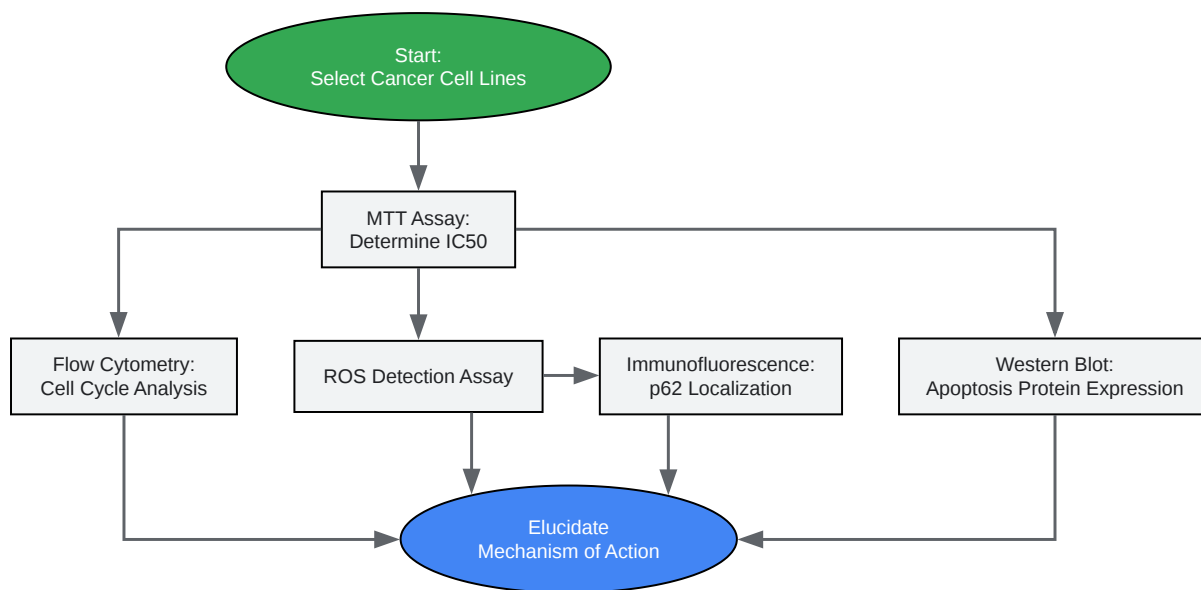 Start:
Select Cancer Cell Lines
MTT Assay:
Determine IC50
Flow Cytometry:
Cell Cycle Analysis
ROS Detection Assay
Immunofluorescence:
p62 Localization
Western Blot:
Apoptosis Protein Expression
Elucidate
Mechanism of Action